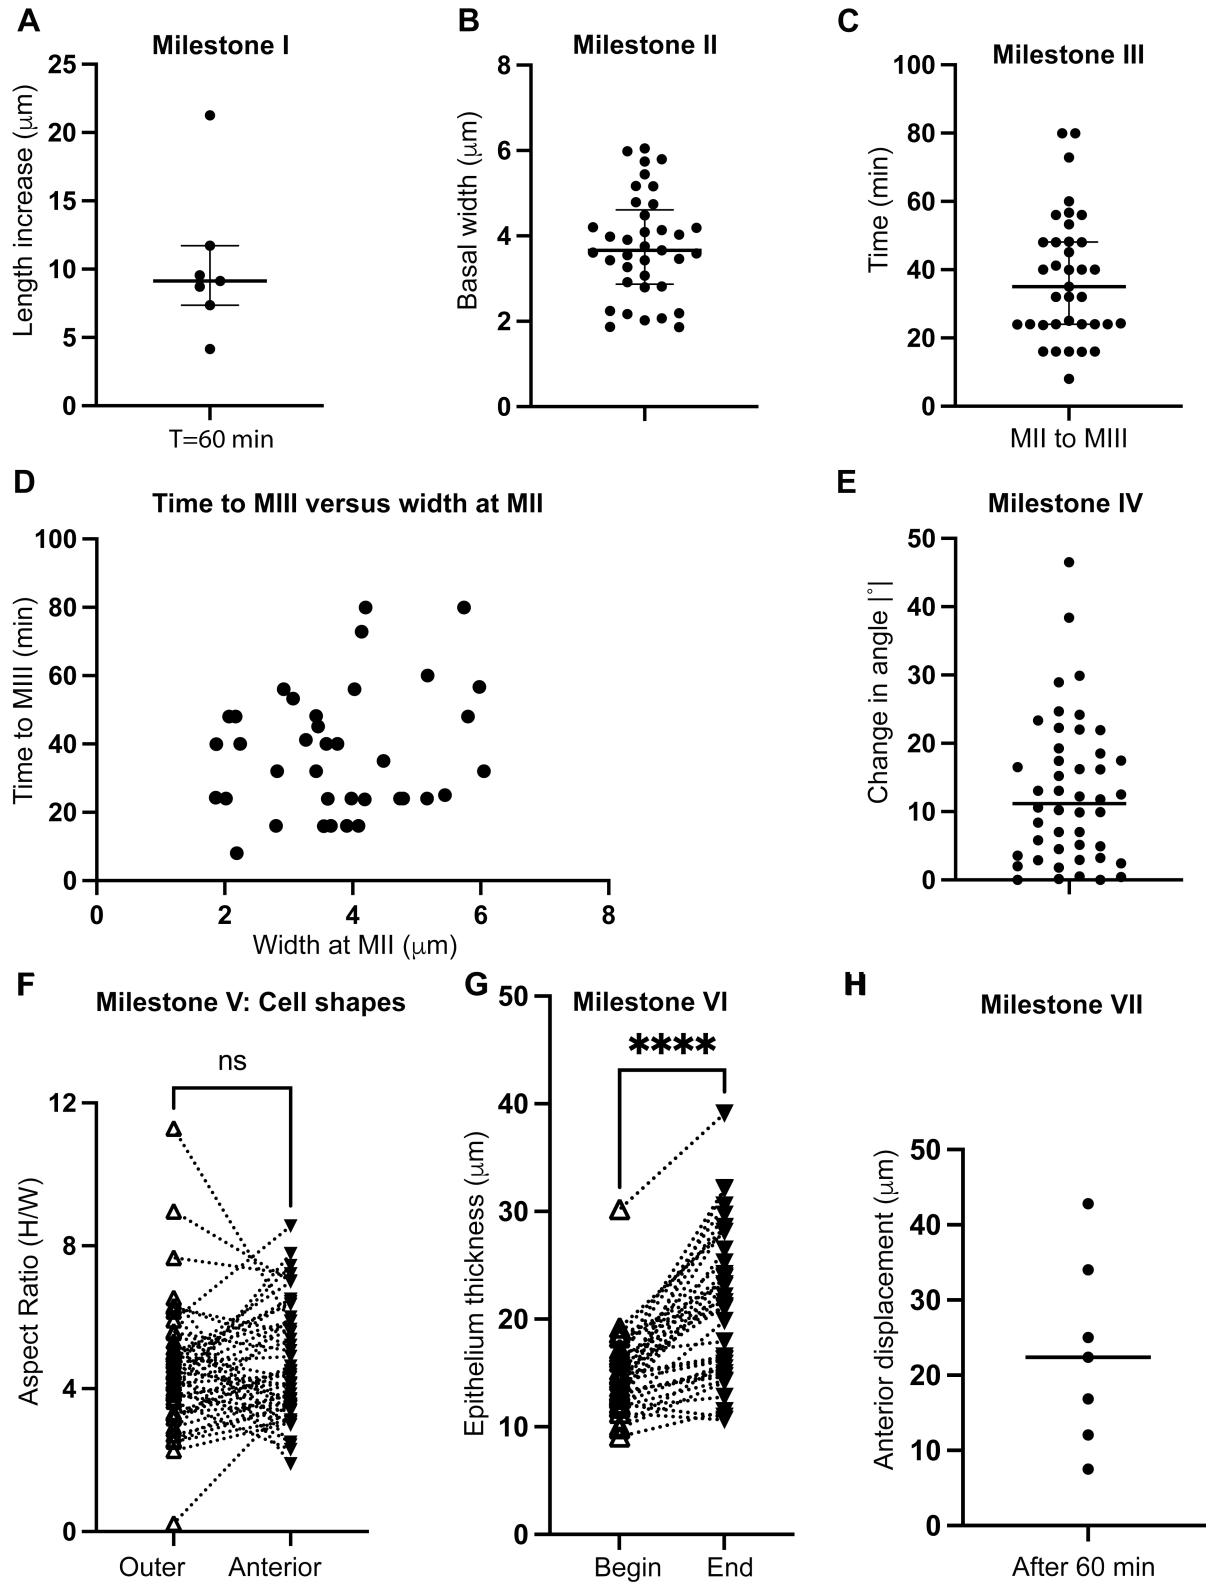 A
Milestone I
Length increase (μm)
25
20
15
10
5
0
T=60 min
B
Milestone II
Basal width (μm)
8
6
4
2
0
C
Milestone III
Time (min)
100
80
60
40
20
0
MII to MIII
D
Time to MIII versus width at MII
Time to MIII (min)
100
80
60
40
20
0
0 2 4 6 8
Width at MII (μm)
E
Milestone IV
Change in angle |°|
50
40
30
20
10
0
F
Milestone V: Cell shapes
ns
Aspect Ratio (H/W)
12
8
4
0
Outer Anterior
G
Milestone VI
****
Epithelium thickness (μm)
50
40
30
20
10
0
Begin End
H
Milestone VII
Anterior displacement (μm)
50
40
30
20
10
0
After 60 min